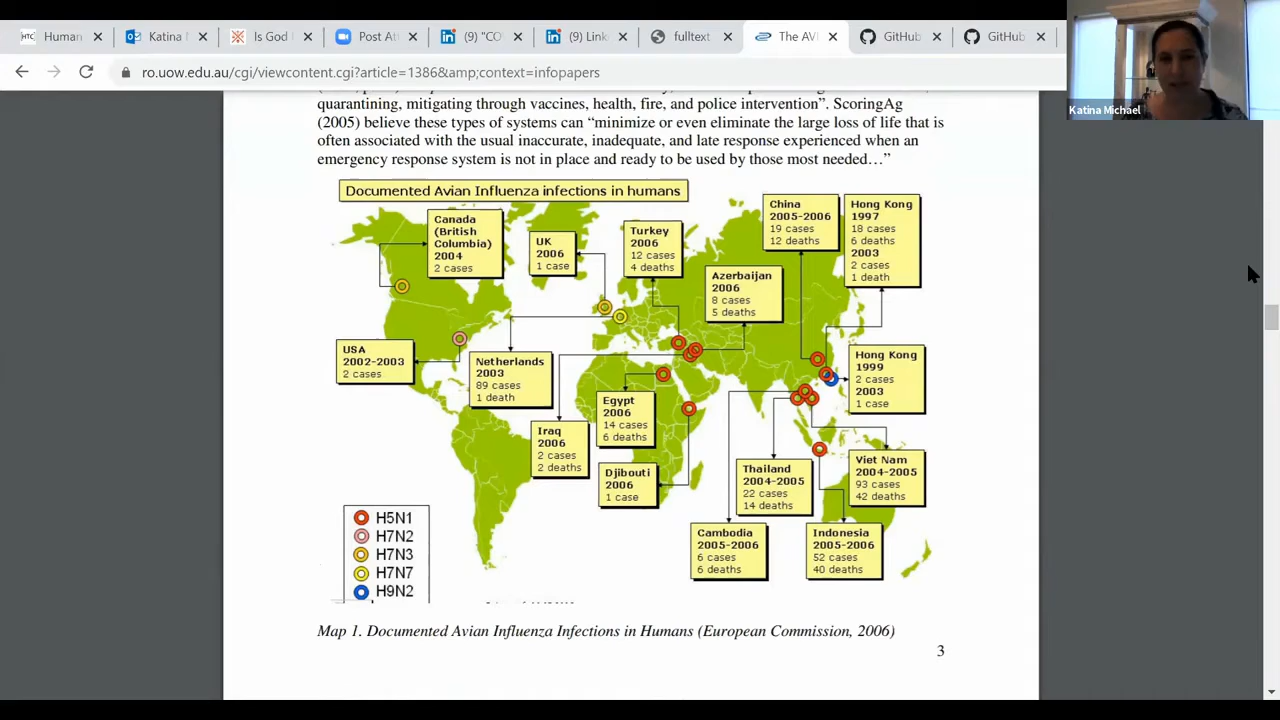 Human
Katina
Is God
Post Att
(9) "CO
(9) Link
fulltext
The AVI
GitHub
GitHub
ro.uow.edu.au/cgi/viewcontent.cgi?article=1386&amp;context=infopapers
Katina Michael
quarantining, mitigating through vaccines, health, fire, and police intervention”. ScoringAg
(2005) believe these types of systems can “minimize or even eliminate the large loss of life that is
often associated with the usual inaccurate, inadequate, and late response experienced when an
emergency response system is not in place and ready to be used by those most needed…”
Documented Avian Influenza infections in humans
Canada
(British
Columbia)
2004
2 cases
UK
2006
1 case
Turkey
2006
12 cases
4 deaths
Azerbaijan
2006
8 cases
5 deaths
China
2005-2006
19 cases
12 deaths
Hong Kong
1997
18 cases
6 deaths
2003
2 cases
1 death
USA
2002-2003
2 cases
Netherlands
2003
89 cases
1 death
Hong Kong
1999
2 cases
2003
1 case
Egypt
2006
14 cases
6 deaths
Iraq
2006
2 cases
2 deaths
Djibouti
2006
1 case
Thailand
2004-2005
22 cases
14 deaths
Viet Nam
2004-2005
93 cases
42 deaths
Cambodia
2005-2006
6 cases
6 deaths
Indonesia
2005-2006
52 cases
40 deaths
H5N1
H7N2
H7N3
H7N7
H9N2
Map 1. Documented Avian Influenza Infections in Humans (European Commission, 2006)
3